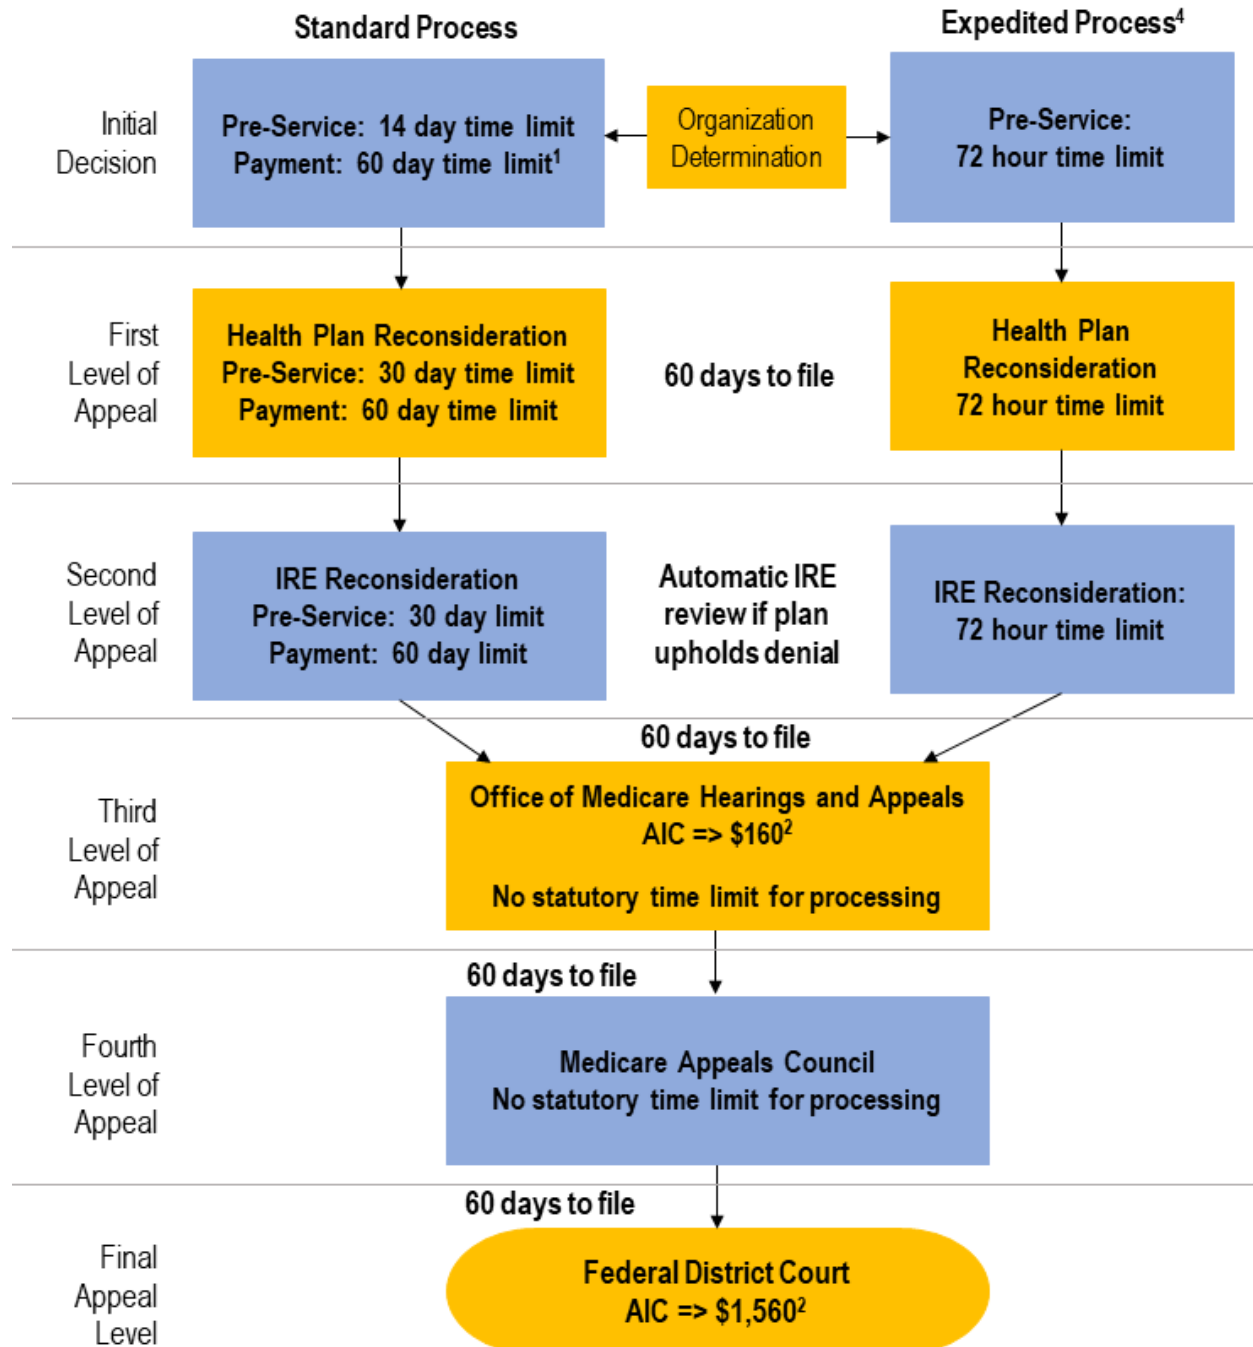 Standard Process
Expedited Process⁴
Initial
Decision
Pre-Service: 14 day time limit
Payment: 60 day time limit¹
Organization
Determination
Pre-Service:
72 hour time limit
First
Level of
Appeal
Health Plan Reconsideration
Pre-Service: 30 day time limit
Payment: 60 day time limit
60 days to file
Health Plan
Reconsideration
72 hour time limit
Second
Level of
Appeal
IRE Reconsideration
Pre-Service: 30 day limit
Payment: 60 day limit
Automatic IRE
review if plan
upholds denial
IRE Reconsideration:
72 hour time limit
60 days to file
Third
Level of
Appeal
Office of Medicare Hearings and Appeals
AIC => $160²
No statutory time limit for processing
60 days to file
Fourth
Level of
Appeal
Medicare Appeals Council
No statutory time limit for processing
60 days to file
Final
Appeal
Level
Federal District Court
AIC => $1,560²